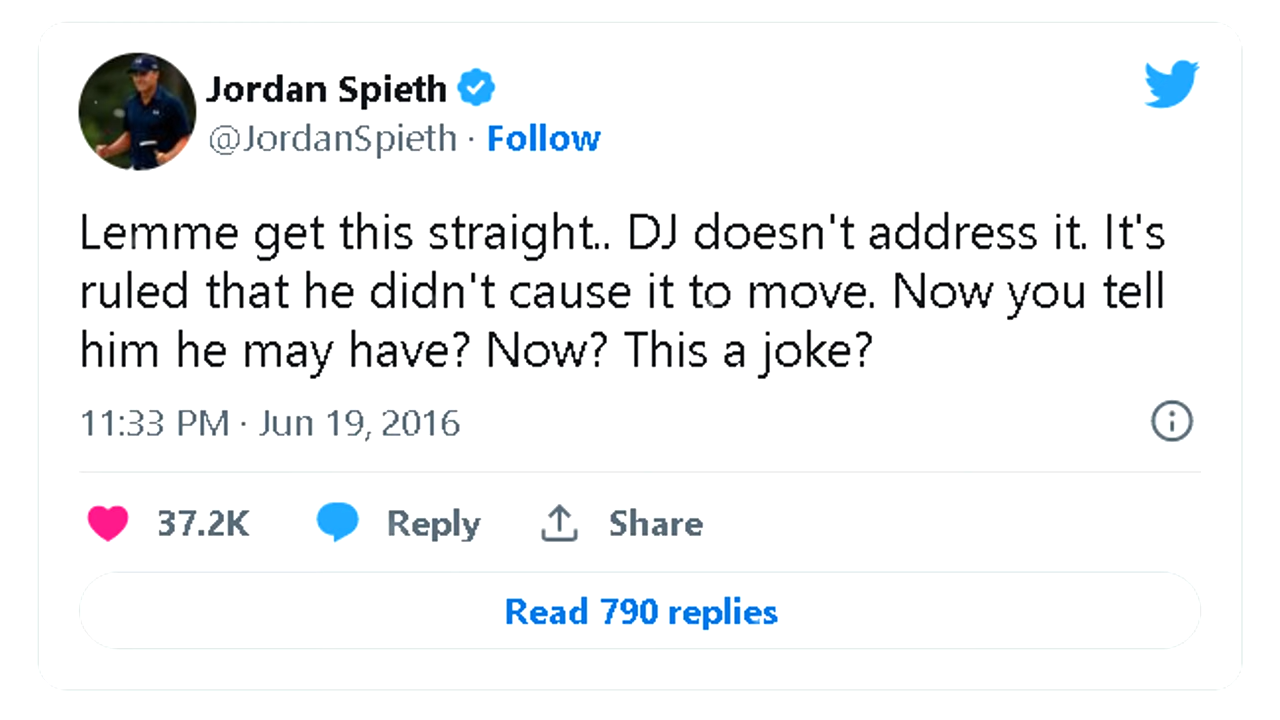 Jordan Spieth
@JordanSpieth · Follow
Lemme get this straight.. DJ doesn't address it. It's
ruled that he didn't cause it to move. Now you tell
him he may have? Now? This a joke?
11:33 PM · Jun 19, 2016
37.2K Reply Share
Read 790 replies